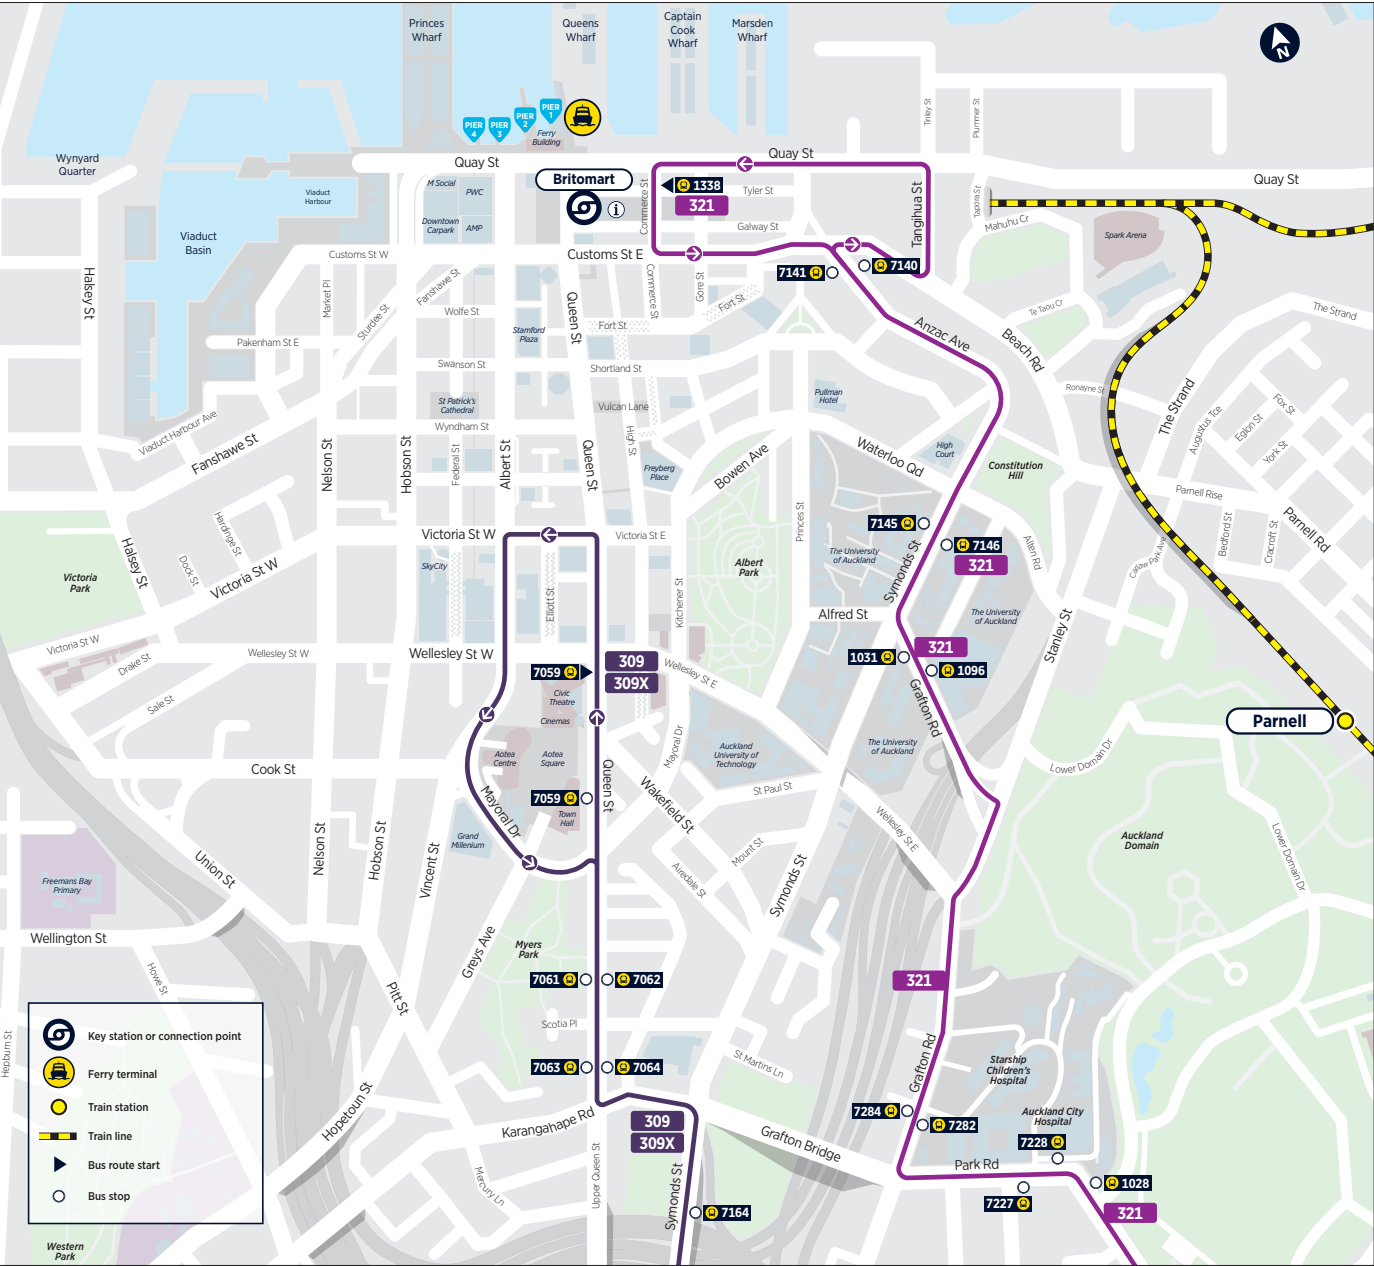 Princes
Wharf
Queens
Wharf
Captain
Cook
Wharf
Marsden
Wharf
N
PIER
4
PIER
3
PIER
2
PIER
1
Ferry
Building
Tinley St
Plummer St
Wynyard
Quarter
Quay St
Quay St
Quay St
Britomart
i
M Social
PWC
Downtown
Carpark
AMP
Viaduct
Harbour
Viaduct
Basin
Commerce St
1338
321
Tyler St
Galway St
Tangihua St
Tapora St
Mahuhu Cr
Spark Arena
Customs St W
Customs St E
7141
7140
Halsey St
Market Pl
Sturdee St
Fanshawe St
Wolfe St
Queen St
Commerce St
Gore St
Fort St
Fort St
Anzac Ave
Beach Rd
Te Taou Cr
The Strand
Pakenham St E
Stamford
Plaza
Swanson St
Shortland St
Ronayne St
The Strand
St Patrick's
Cathedral
Vulcan Lane
Pullman
Hotel
Augustus Tce
Fox St
Eglon St
York St
Viaduct Harbour Ave
Fanshawe St
Wyndham St
High St
Nelson St
Hobson St
Federal St
Albert St
Queen St
Freyberg
Place
Bowen Ave
Waterloo Qd
High
Court
Constitution
Hill
Parnell Rise
Parnell Rd
Bedford St
Cracroft St
Princes St
7145
7146
321
Symonds St
Alten Rd
Carlaw Park Ave
Hardinge St
Dock St
Halsey St
Victoria St W
Victoria St W
Victoria St E
SkyCity
Elliott St
Kitchener St
Albert
Park
The University
of Auckland
The University
of Auckland
Victoria
Park
Alfred St
Stanley St
Victoria St W
Drake St
Wellesley St W
Wellesley St W
309
309X
Wellesley St E
1031
321
1096
Grafton Rd
7059
Civic
Theatre
Cinemas
Sale St
Parnell
Aotea
Centre
Aotea
Square
Mayoral Dr
Auckland
University of
Technology
The University
of Auckland
Lower Domain Dr
Cook St
Queen St
Wakefield St
St Paul St
7059
Town
Hall
Mayoral Dr
Grand
Millenium
Wellesley St E
Auckland
Domain
Lower Domain Dr
Nelson St
Hobson St
Vincent St
Union St
Mount St
Airedale St
Symonds St
Freemans Bay
Primary
Wellington St
Howe St
Greys Ave
Myers
Park
7061
7062
321
Pitt St
Key station or connection point
Ferry terminal
Train station
Train line
Bus route start
Bus stop
Scotia Pl
Hepburn St
7063
7064
St Martins Ln
Grafton Rd
Starship
Children's
Hospital
Auckland City
Hospital
7284
7282
7228
Hopetoun St
Karangahape Rd
309
309X
Grafton Bridge
Park Rd
7227
1028
321
Mercury Ln
Upper Queen St
Symonds St
7164
Western
Park